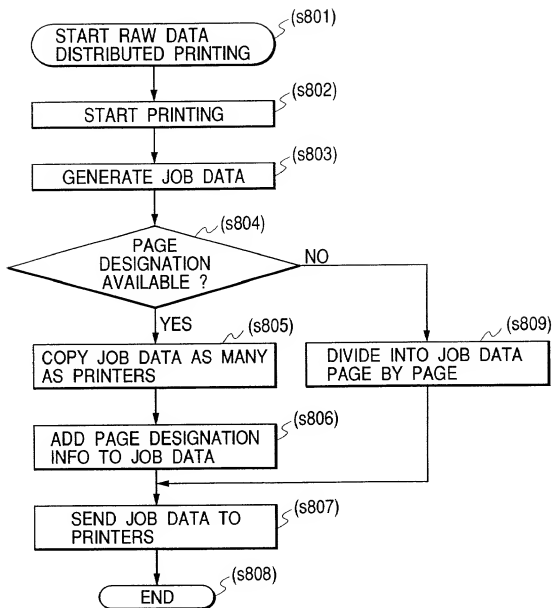 START RAW DATA
DISTRIBUTED PRINTING
(s801)
START PRINTING
(s802)
GENERATE JOB DATA
(s803)
PAGE
DESIGNATION
AVAILABLE ?
(s804)
NO
YES
COPY JOB DATA AS MANY
AS PRINTERS
(s805)
DIVIDE INTO JOB DATA
PAGE BY PAGE
(s809)
ADD PAGE DESIGNATION
INFO TO JOB DATA
(s806)
SEND JOB DATA TO
PRINTERS
(s807)
END
(s808)